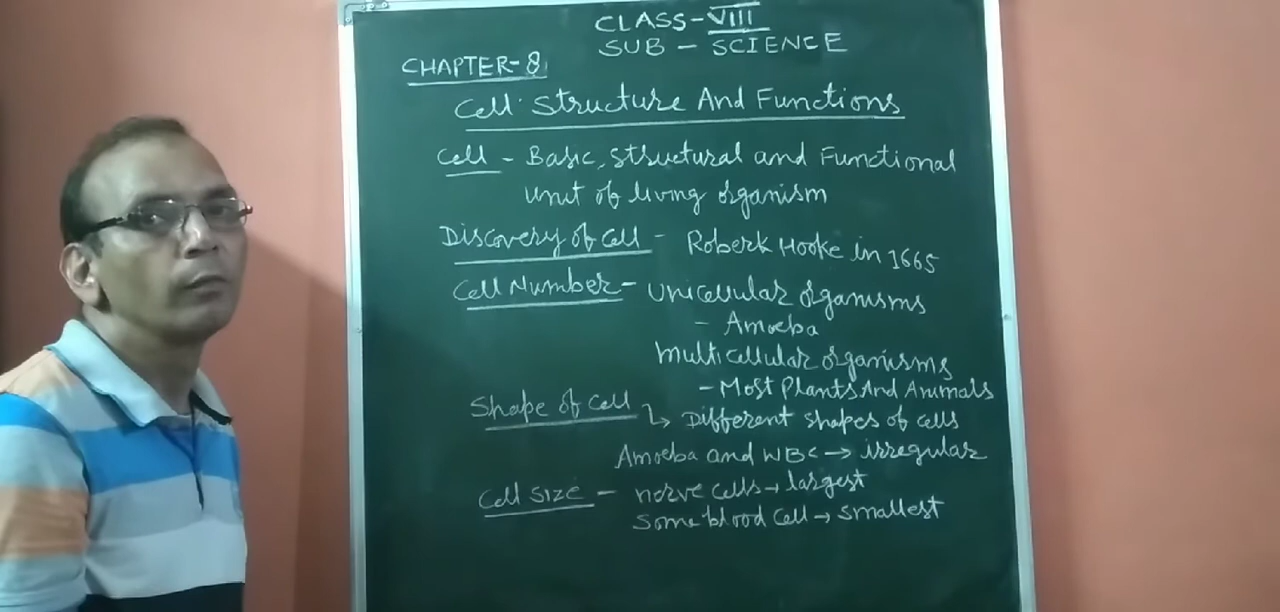 CLASS-VIII
SUB - SCIENCE
CHAPTER-8
Cell Structure And Functions
Cell - Basic, Structural and Functional
Unit of living organism
Discovery of Cell - Robert Hooke in 1665
Cell Number - Unicellular organisms
- Amoeba
Multicellular organisms
- Most Plants And Animals
Shape of Cell ↳ Different shapes of cells
Amoeba and WBC → irregular
Cell Size - nerve Cells → largest
Some blood Cell → smallest